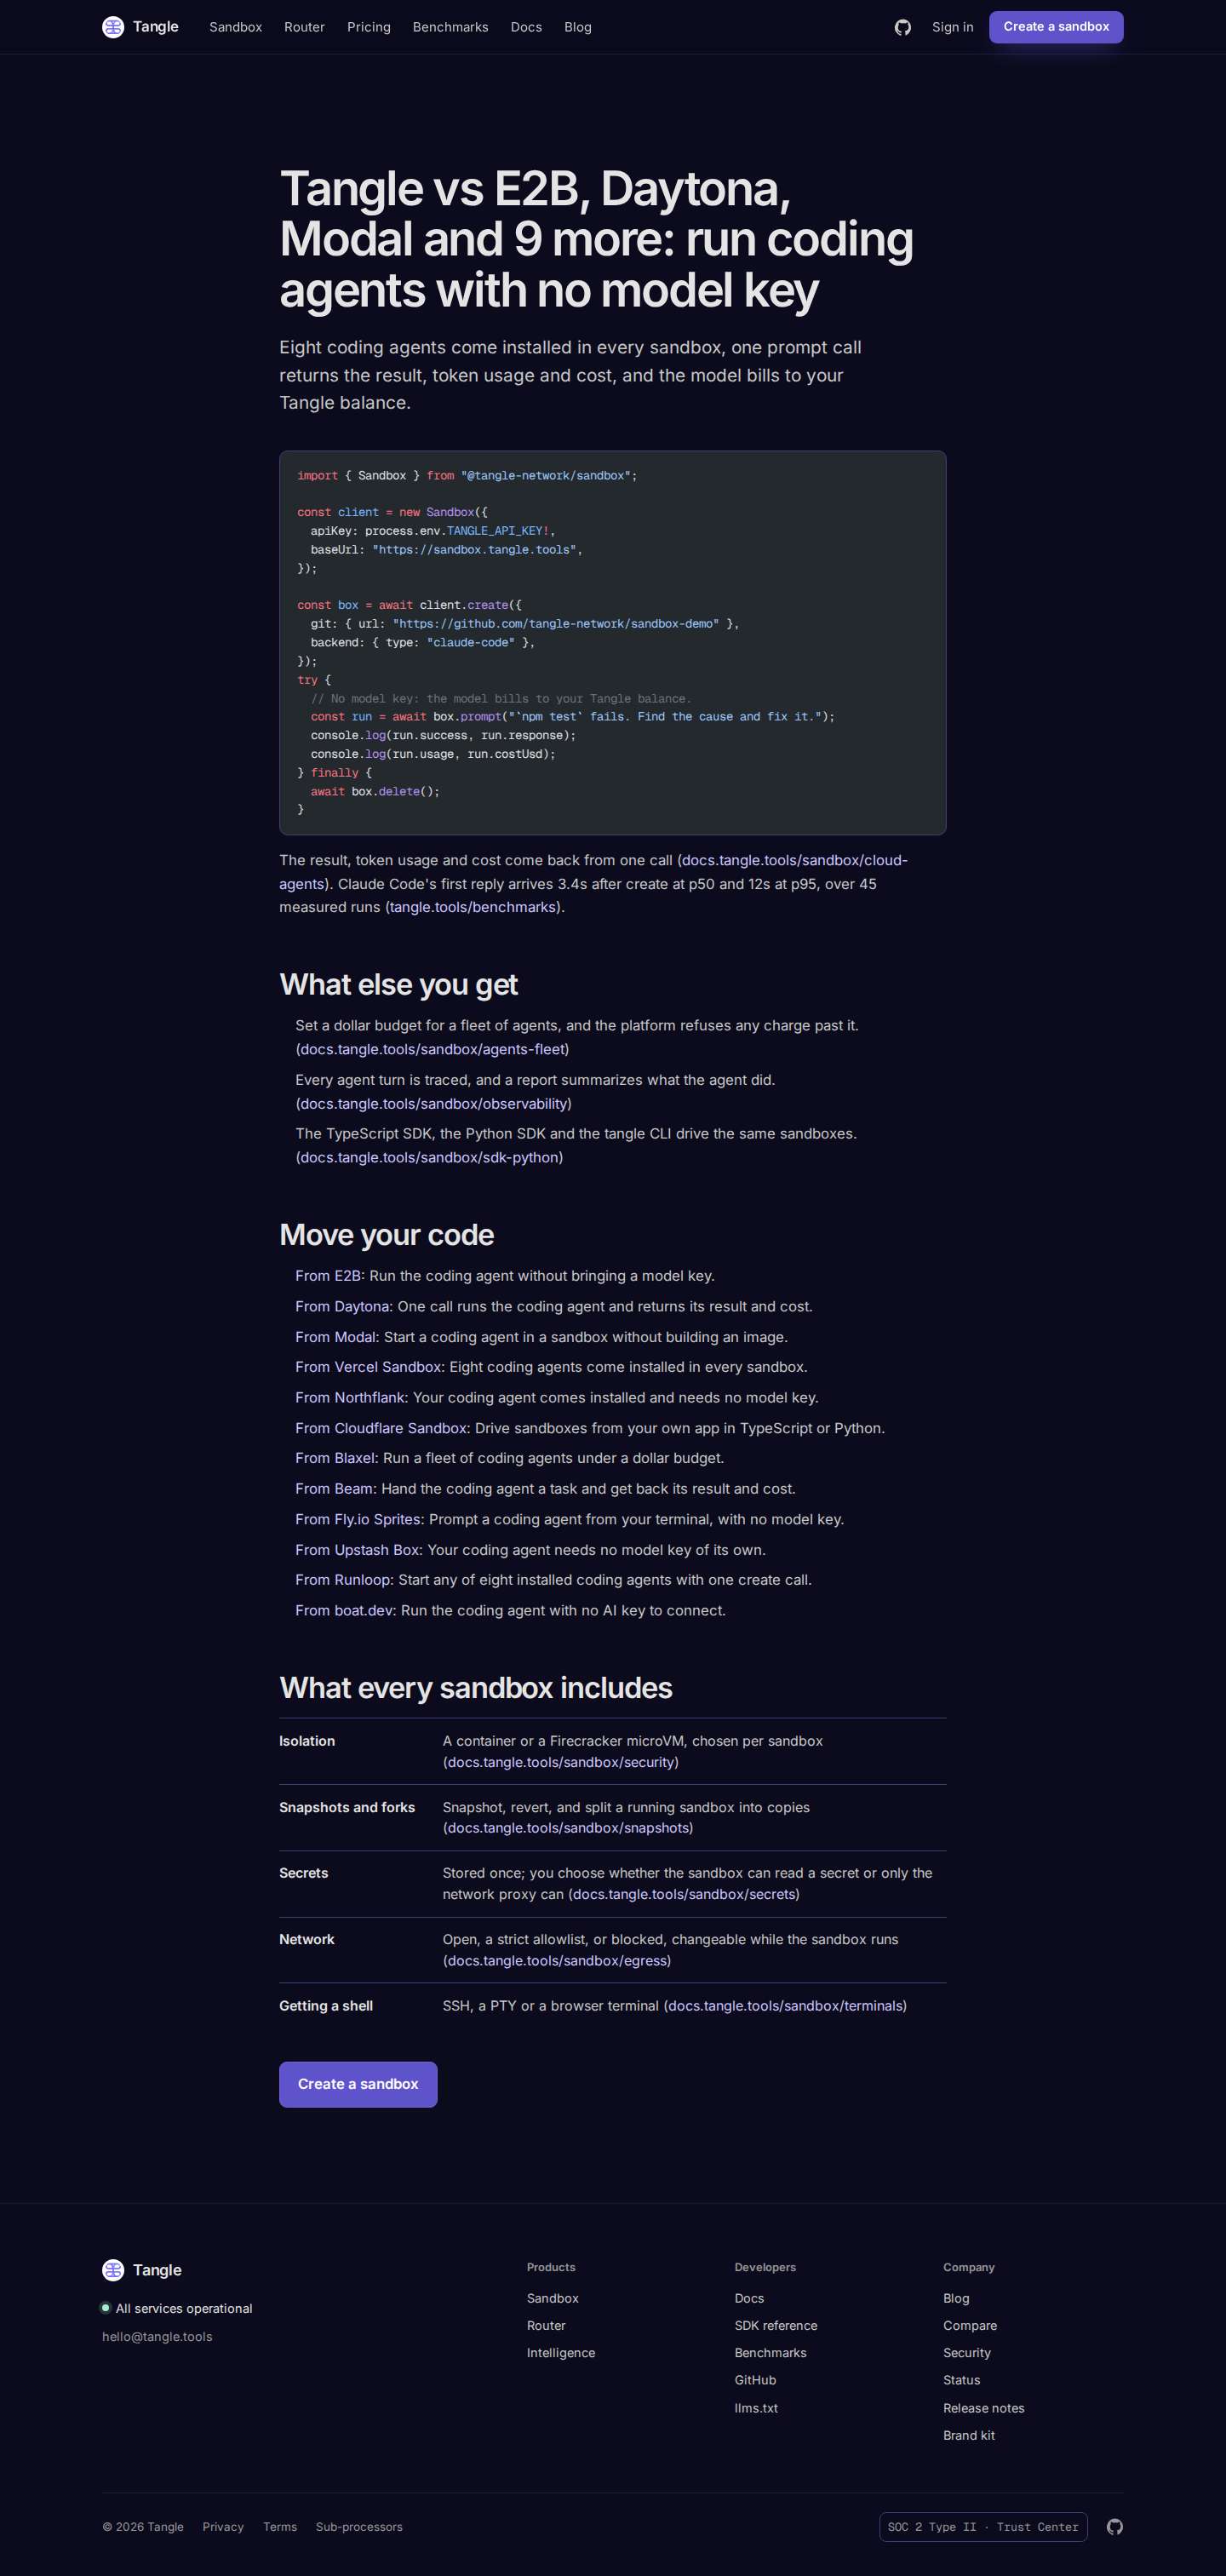 Tangle
Sandbox
Router
Pricing
Benchmarks
Docs
Blog
Sign in
Create a sandbox
Tangle vs E2B, Daytona,
Modal and 9 more: run coding
agents with no model key
Eight coding agents come installed in every sandbox, one prompt call
returns the result, token usage and cost, and the model bills to your
Tangle balance.
import { Sandbox } from "@tangle-network/sandbox";
const client = new Sandbox({
  apiKey: process.env.TANGLE_API_KEY!,
  baseUrl: "https://sandbox.tangle.tools",
});
const box = await client.create({
  git: { url: "https://github.com/tangle-network/sandbox-demo" },
  backend: { type: "claude-code" },
});
try {
  // No model key: the model bills to your Tangle balance.
  const run = await box.prompt("`npm test` fails. Find the cause and fix it.");
  console.log(run.success, run.response);
  console.log(run.usage, run.costUsd);
} finally {
  await box.delete();
}
The result, token usage and cost come back from one call (docs.tangle.tools/sandbox/cloud-
agents). Claude Code's first reply arrives 3.4s after create at p50 and 12s at p95, over 45
measured runs (tangle.tools/benchmarks).
What else you get
Set a dollar budget for a fleet of agents, and the platform refuses any charge past it.
(docs.tangle.tools/sandbox/agents-fleet)
Every agent turn is traced, and a report summarizes what the agent did.
(docs.tangle.tools/sandbox/observability)
The TypeScript SDK, the Python SDK and the tangle CLI drive the same sandboxes.
(docs.tangle.tools/sandbox/sdk-python)
Move your code
From E2B: Run the coding agent without bringing a model key.
From Daytona: One call runs the coding agent and returns its result and cost.
From Modal: Start a coding agent in a sandbox without building an image.
From Vercel Sandbox: Eight coding agents come installed in every sandbox.
From Northflank: Your coding agent comes installed and needs no model key.
From Cloudflare Sandbox: Drive sandboxes from your own app in TypeScript or Python.
From Blaxel: Run a fleet of coding agents under a dollar budget.
From Beam: Hand the coding agent a task and get back its result and cost.
From Fly.io Sprites: Prompt a coding agent from your terminal, with no model key.
From Upstash Box: Your coding agent needs no model key of its own.
From Runloop: Start any of eight installed coding agents with one create call.
From boat.dev: Run the coding agent with no AI key to connect.
What every sandbox includes
Isolation
A container or a Firecracker microVM, chosen per sandbox
(docs.tangle.tools/sandbox/security)
Snapshots and forks
Snapshot, revert, and split a running sandbox into copies
(docs.tangle.tools/sandbox/snapshots)
Secrets
Stored once; you choose whether the sandbox can read a secret or only the
network proxy can (docs.tangle.tools/sandbox/secrets)
Network
Open, a strict allowlist, or blocked, changeable while the sandbox runs
(docs.tangle.tools/sandbox/egress)
Getting a shell
SSH, a PTY or a browser terminal (docs.tangle.tools/sandbox/terminals)
Create a sandbox
Tangle
All services operational
hello@tangle.tools
Products
Sandbox
Router
Intelligence
Developers
Docs
SDK reference
Benchmarks
GitHub
llms.txt
Company
Blog
Compare
Security
Status
Release notes
Brand kit
© 2026 Tangle
Privacy
Terms
Sub-processors
SOC 2 Type II · Trust Center